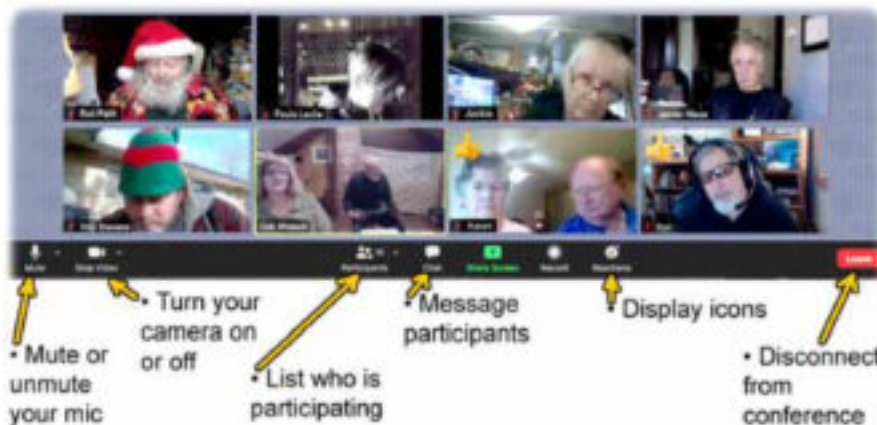 Jackie
Mute
Stop Video
Participants
Chat
Share Screen
Record
Reactions
Leave
• Mute or
unmute
your mic
• Turn your
camera on
or off
• List who is
participating
• Message
participants
• Display icons
• Disconnect
from
conference